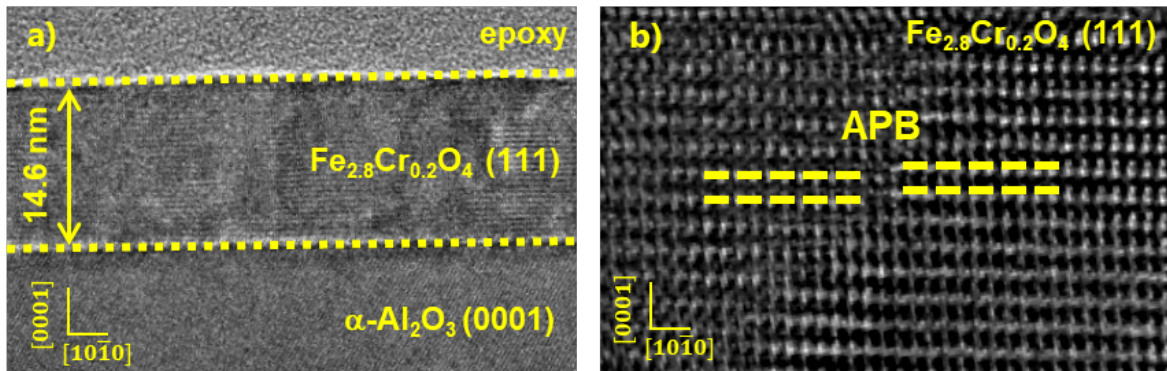 a)
epoxy
14.6 nm
Fe₂.₈Cr₀.₂O₄ (111)
α-Al₂O₃ (0001)
[0001]
[101̅0]
b)
Fe₂.₈Cr₀.₂O₄ (111)
APB
[0001]
[101̅0]